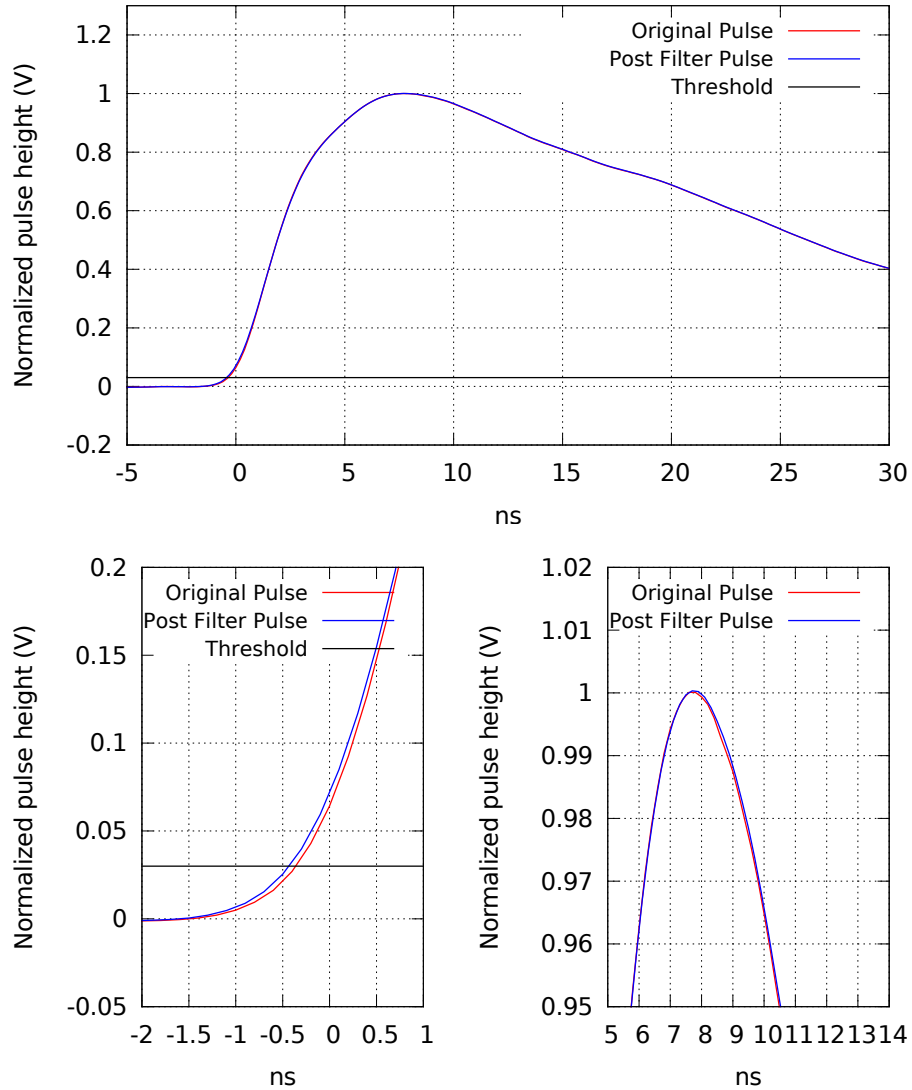 Normalized pulse height (V)
1.2
1
0.8
0.6
0.4
0.2
0
-0.2
Original Pulse
Post Filter Pulse
Threshold
-5 0 5 10 15 20 25 30
ns
Normalized pulse height (V)
0.2
0.15
0.1
0.05
0
-0.05
Original Pulse
Post Filter Pulse
Threshold
-2 -1.5 -1 -0.5 0 0.5 1
ns
Normalized pulse height (V)
1.02
1.01
1
0.99
0.98
0.97
0.96
0.95
Original Pulse
Post Filter Pulse
5 6 7 8 9 10 11 12 13 14
ns